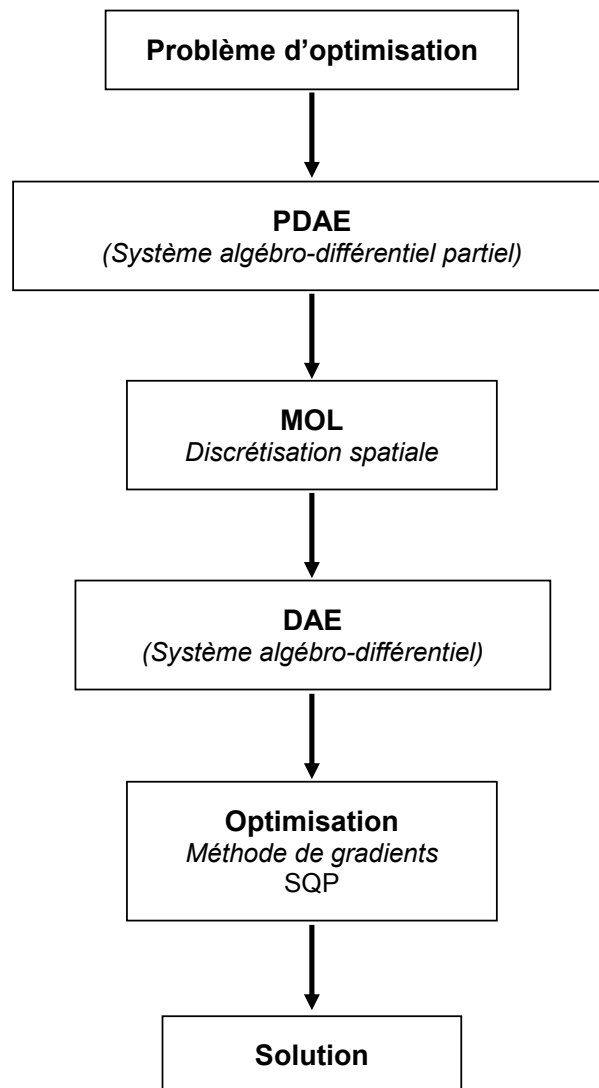 Problème d'optimisation
PDAE
(Système algébro-différentiel partiel)
MOL
Discrétisation spatiale
DAE
(Système algébro-différentiel)
Optimisation
Méthode de gradients
SQP
Solution